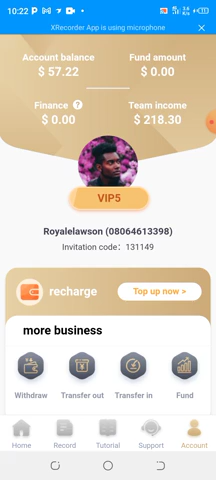 10:22
XRecorder App is using microphone
Account balance Fund amount
$ 57.22 $ 0.00
Finance ? Team income
$ 0.00 $ 218.30
VIP5
Royalelawson (08064613398)
Invitation code： 131149
recharge Top up now >
more business
Withdraw Transfer out Transfer in Fund
Home Record Tutorial Support Account